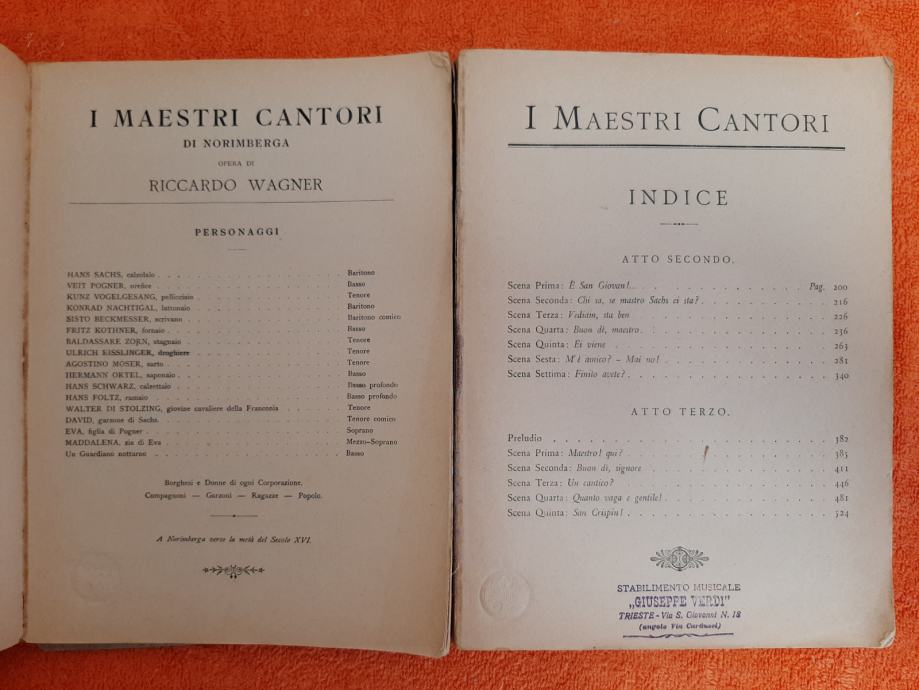 I MAESTRI CANTORI
DI NORIMBERGA
OPERA DI
RICCARDO WAGNER
PERSONAGGI
HANS SACHS, calzolaio . . . Baritono
VEIT POGNER, orefice . . . Basso
KUNZ VOGELGESANG, pellicciaio . . . Tenore
KONRAD NACHTIGAL, lattonaio . . . Baritono
SISTO BECKMESSER, scrivano . . . Baritono comico
FRITZ KOTHNER, fornaio . . . Basso
BALDASSARE ZORN, stagnaio . . . Tenore
ULRICH EISSLINGER, droghiere . . . Tenore
AGOSTINO MOSER, sarto . . . Tenore
HERMANN ORTEL, saponaio . . . Basso
HANS SCHWARZ, calzettaio . . . Basso profondo
HANS FOLTZ, ramaio . . . Basso profondo
WALTER DI STOLZING, giovine cavaliere della Franconia . . . Tenore
DAVID, garzone di Sachs. . . . Tenore comico
EVA, figlia di Pogner . . . Soprano
MADDALENA, zia di Eva . . . Mezzo-Soprano
Un Guardiano notturno . . . Basso
Borghesi e Donne di ogni Corporazione.
Compagnoni — Garzoni — Ragazze — Popolo.
A Norimberga verso la metà del Secolo XVI.
I MAESTRI CANTORI
INDICE
ATTO SECONDO.
Scena Prima: È San Giovan!... Pag. 200
Scena Seconda: Chi sa, se mastro Sachs ci sta? . . . 216
Scena Terza: Vediam, sta ben . . . 226
Scena Quarta: Buon dì, maestro. . . . 236
Scena Quinta: Ei viene . . . 263
Scena Sesta: M'è amico? – Mai no! . . . 281
Scena Settima: Finito avete? . . . 340
ATTO TERZO.
Preludio . . . 382
Scena Prima: Maestro! qui? . . . 385
Scena Seconda: Buon dì, signore . . . 411
Scena Terza: Un cantico? . . . 446
Scena Quarta: Quanto vaga e gentile! . . . 481
Scena Quinta: San Crispin! . . . 524
STABILIMENTO MUSICALE
„GIUSEPPE VERDI"
TRIESTE - Via S. Giovanni N. 18
(angolo Via Carducci)